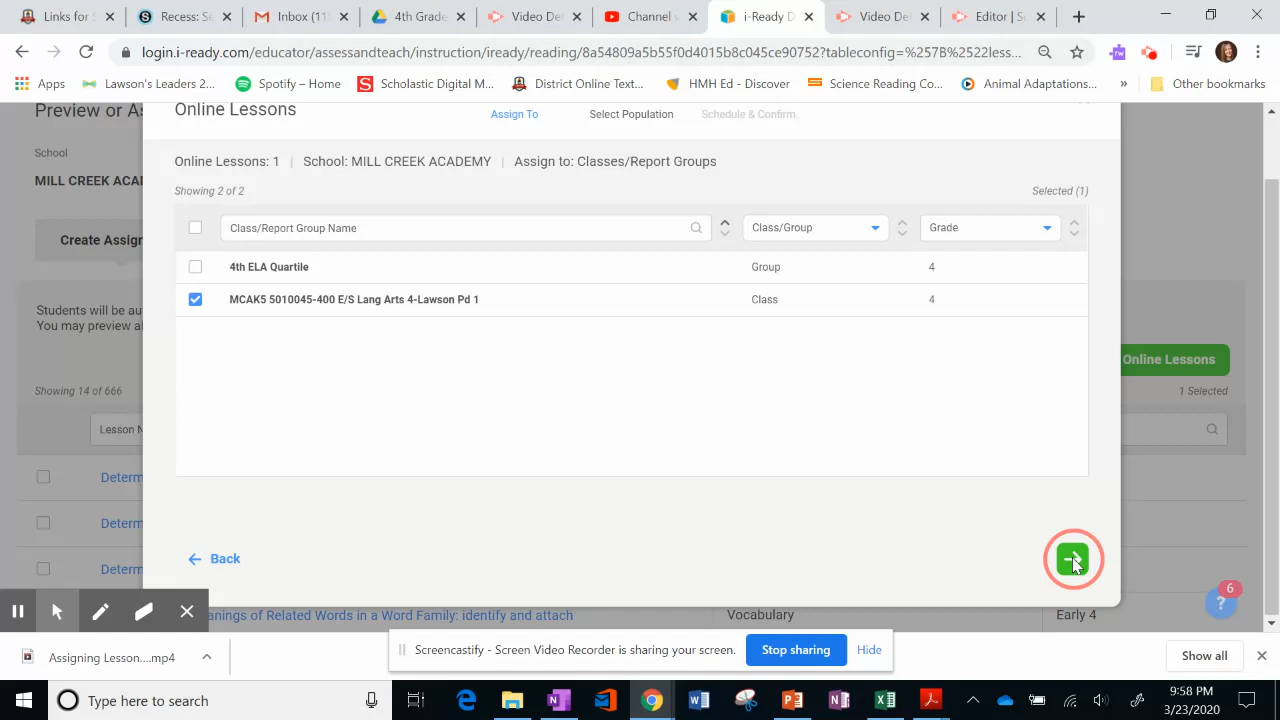 Links for S
Recess: Sec
Inbox (115
4th Grade
Video Det
Channel v
i-Ready D
Video Det
Editor | Sc
login.i-ready.com/educator/assessandteach/instruction/iready/reading/8a54809a5b55f0d4015b8c045ce90752?tableconfig=%257B%2522less...
Apps
Lawson's Leaders 2...
Spotify – Home
Scholastic Digital M...
District Online Text...
HMH Ed - Discover
Science Reading Co...
Animal Adaptations...
»
Other bookmarks
Preview or As
Online Lessons
Assign To
Select Population
Schedule & Confirm
School
MILL CREEK ACAD
Online Lessons: 1 | School: MILL CREEK ACADEMY | Assign to: Classes/Report Groups
Showing 2 of 2
Selected (1)
Create Assign
Class/Report Group Name
Class/Group
Grade
4th ELA Quartile
Group
4
MCAK5 5010045-400 E/S Lang Arts 4-Lawson Pd 1
Class
4
Students will be au
You may preview al
Online Lessons
Showing 14 of 666
1 Selected
Lesson N
Determ
Determ
Determ
Back
6
?
anings of Related Words in a Word Family: identify and attach
Vocabulary
Early 4
Assigning Lesson....mp4
Screencastify - Screen Video Recorder is sharing your screen.
Stop sharing
Hide
Show all
Type here to search
9:58 PM
3/23/2020